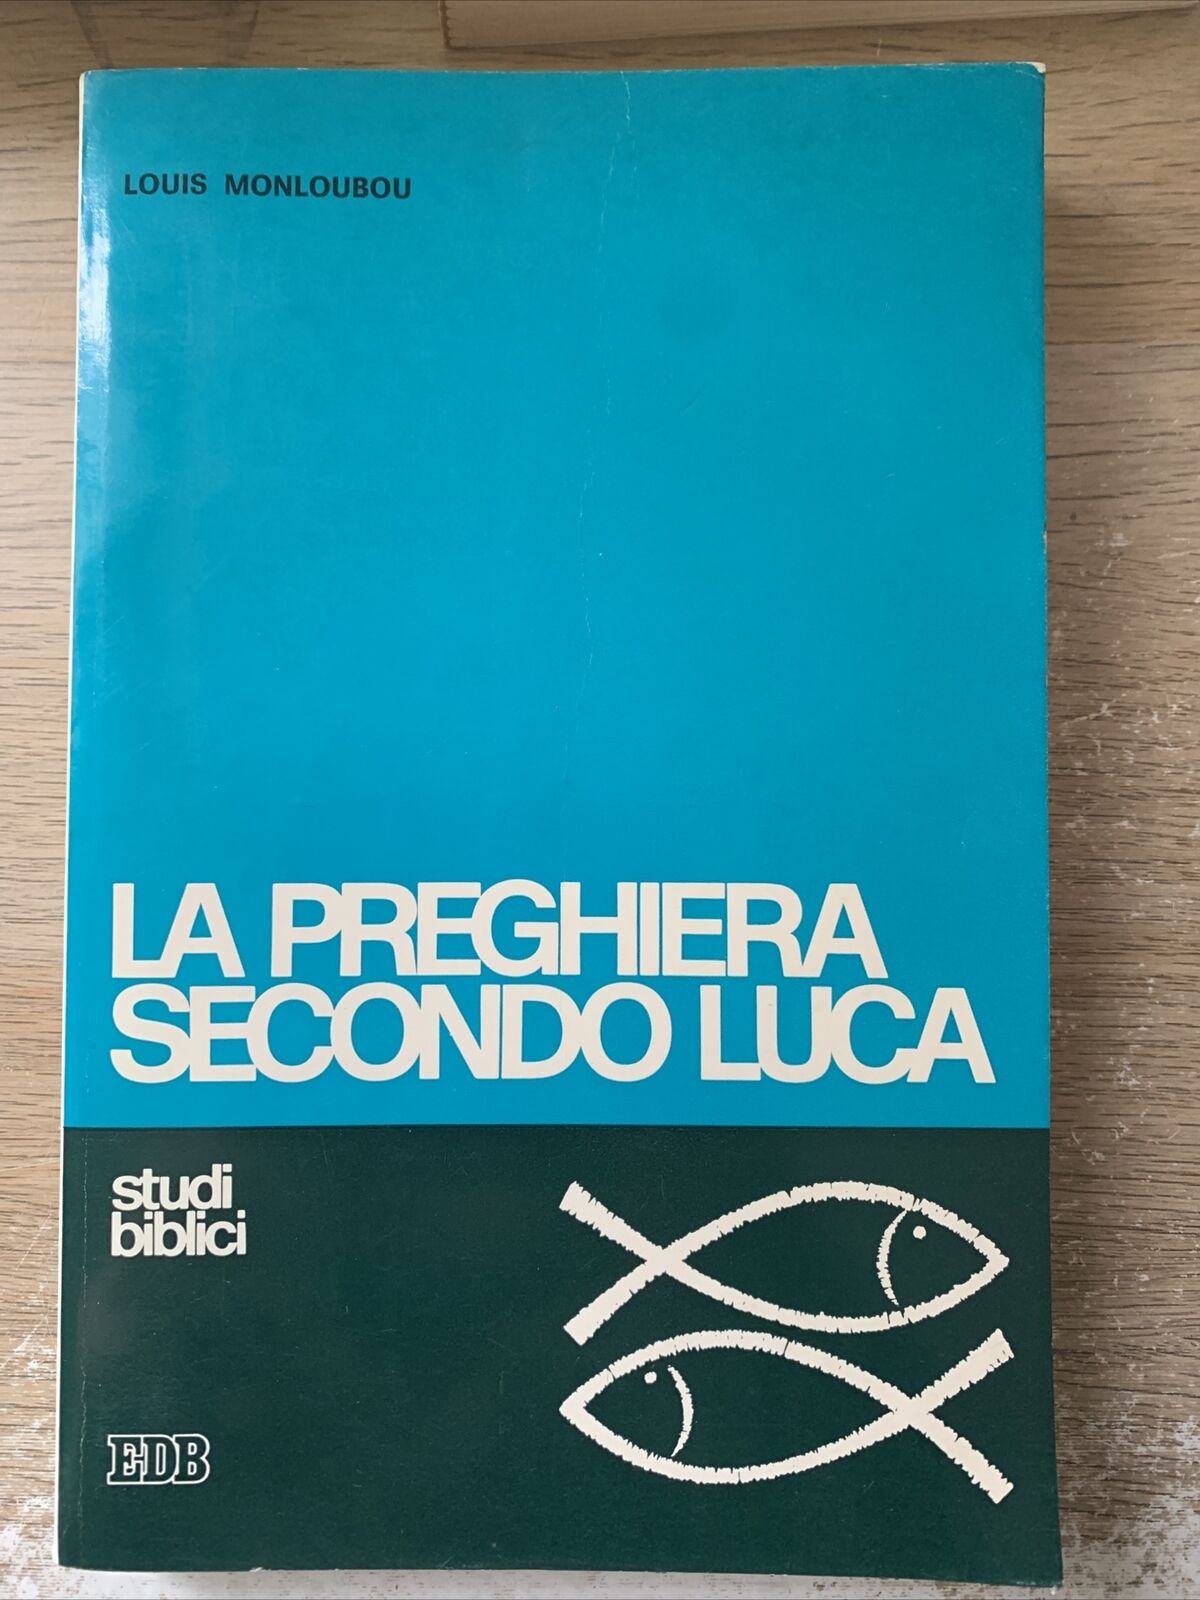 LOUIS MONLOUBOU
LA PREGHIERA
SECONDO LUCA
studi
biblici
EDB